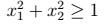 $x_1^2 + x_2^2 \geq 1$